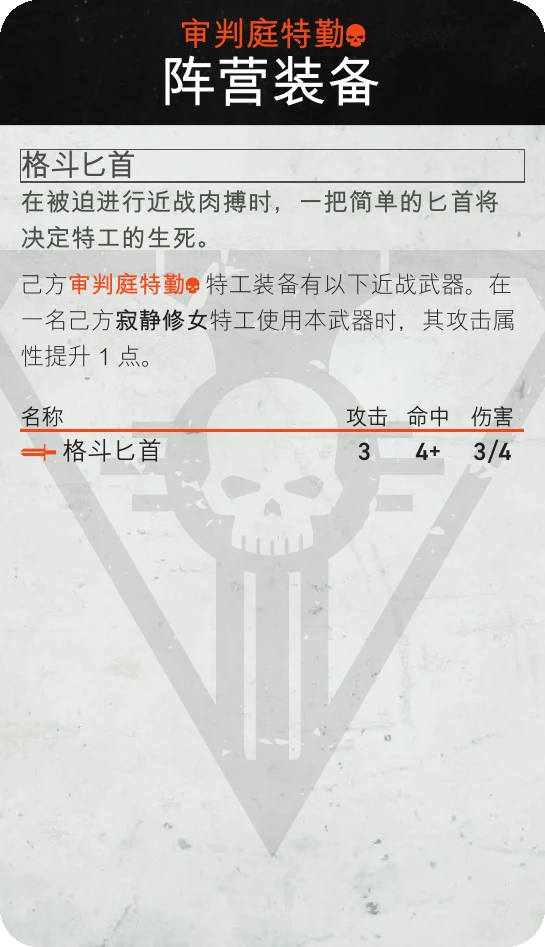 审判庭特勤
阵营装备
格斗匕首
在被迫进行近战肉搏时，一把简单的匕首将
决定特工的生死。
己方审判庭特勤 特工装备有以下近战武器。在
一名己方寂静修女特工使用本武器时，其攻击属
性提升 1 点。
名称 攻击 命中 伤害
格斗匕首 3 4+ 3/4